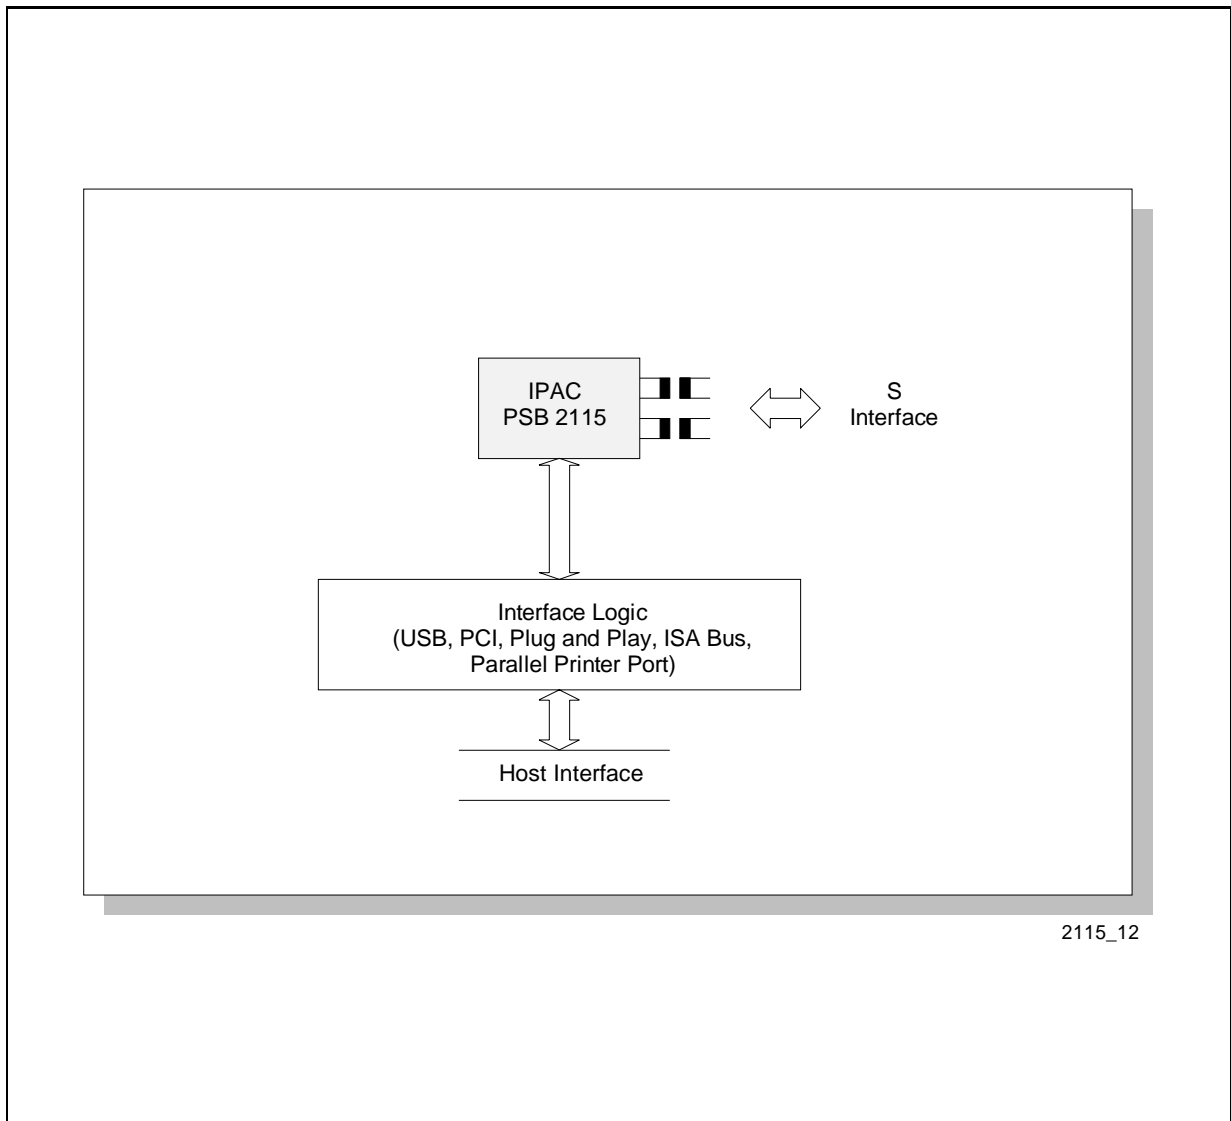 IPAC
PSB 2115
S
Interface
Interface Logic
(USB, PCI, Plug and Play, ISA Bus,
Parallel Printer Port)
Host Interface
2115_12